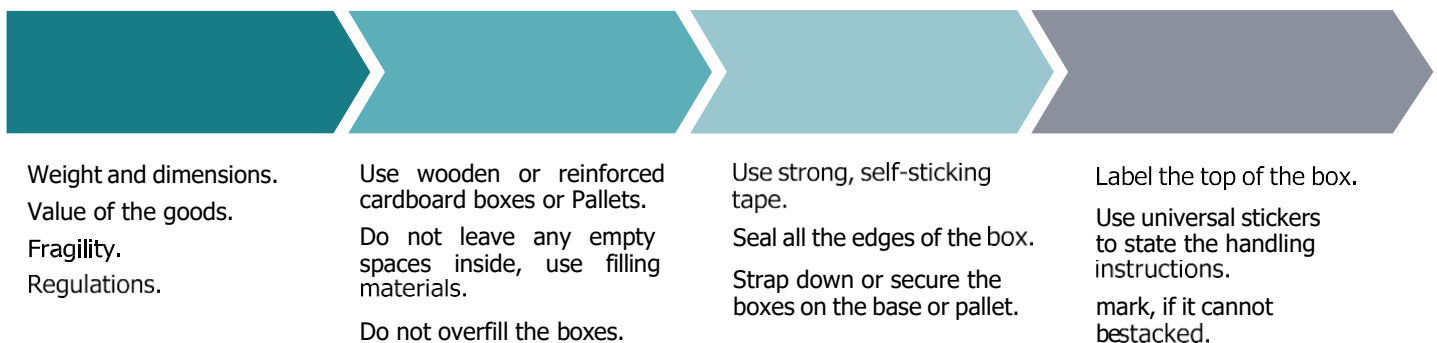 Weight and dimensions.
Value of the goods.
Fragility.
Regulations.
Use wooden or reinforced
cardboard boxes or Pallets.
Do not leave any empty
spaces inside, use filling
materials.
Do not overfill the boxes.
Use strong, self-sticking
tape.
Seal all the edges of the box.
Strap down or secure the
boxes on the base or pallet.
Label the top of the box.
Use universal stickers
to state the handling
instructions.
mark, if it cannot
bestacked.